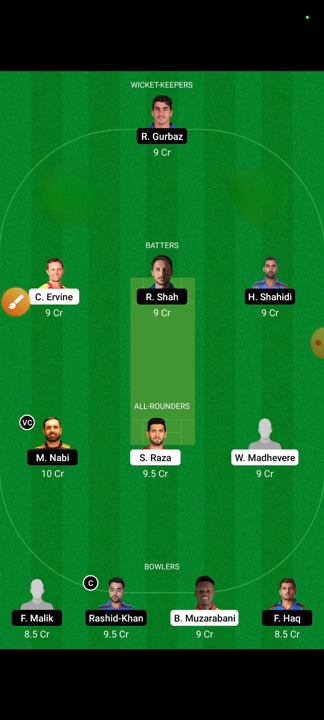 WICKET-KEEPERS
R. Gurbaz
9 Cr
BATTERS
C. Ervine
R. Shah
H. Shahidi
9 Cr
9 Cr
9 Cr
ALL-ROUNDERS
VC
M. Nabi
S. Raza
W. Madhevere
10 Cr
9.5 Cr
9 Cr
BOWLERS
C
F. Malik
Rashid-Khan
B. Muzarabani
F. Haq
8.5 Cr
9.5 Cr
9 Cr
8.5 Cr